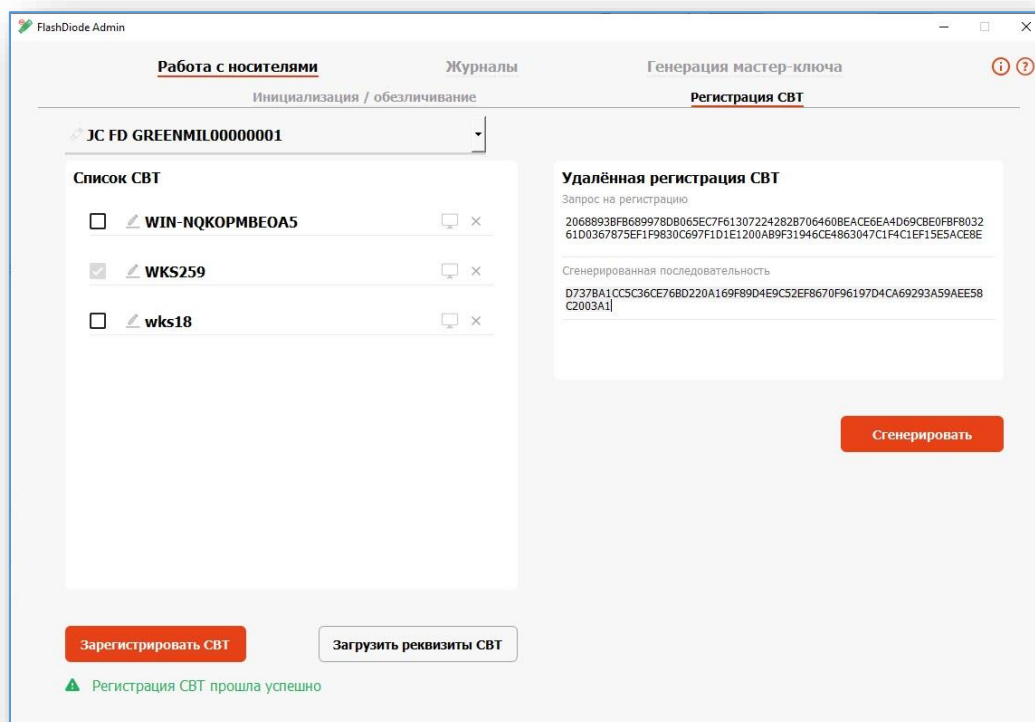 FlashDiode Admin
Работа с носителями
Журналы
Генерация мастер-ключа
Инициализация / обезличивание
Регистрация СВТ
JC FD GREENMIL00000001
Список СВТ
WIN-NQKOPMBEOA5
WKS259
wks18
Удалённая регистрация СВТ
Запрос на регистрацию
2068893BFB689978DB065EC7F61307224282B706460BEACE6EA4D69CBE0FBF8032
61D0367875EF1F9830C697F1D1E1200AB9F31946CE4863047C1F4C1EF15E5ACE8E
Сгенерированная последовательность
D737BA1CC5C36CE76BD220A169F89D4E9C52EF8670F96197D4CA69293A59AEE58
C2003A1
Сгенерировать
Зарегистрировать СВТ
Загрузить реквизиты СВТ
Регистрация СВТ прошла успешно